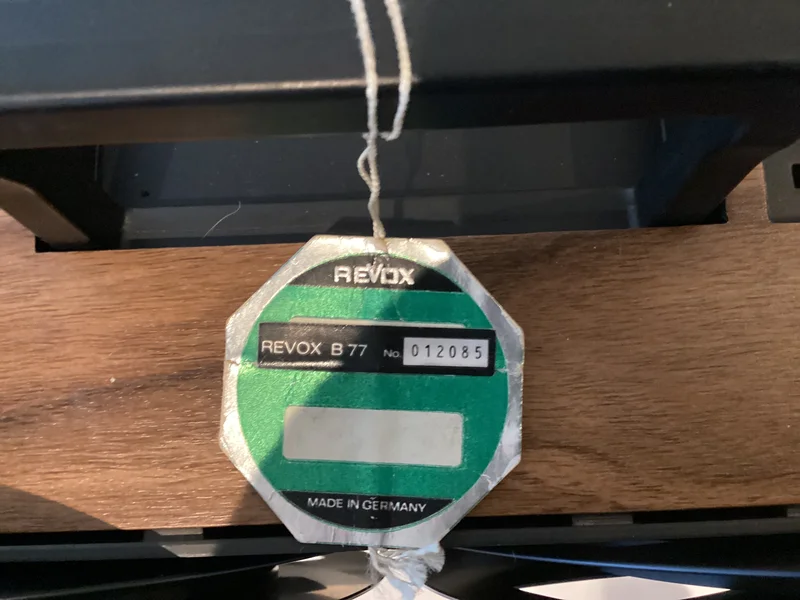 REVOX
REVOX B 77 No. 012085
MADE IN GERMANY